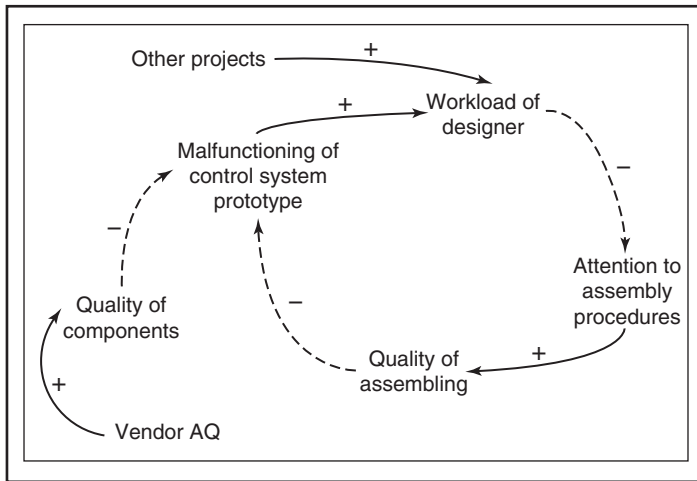 Other projects
+
Workload of
designer
+
Malfunctioning of
control system
prototype
−
−
Attention to
assembly
procedures
Quality of
components
−
+
Quality of
assembling
+
Vendor AQ